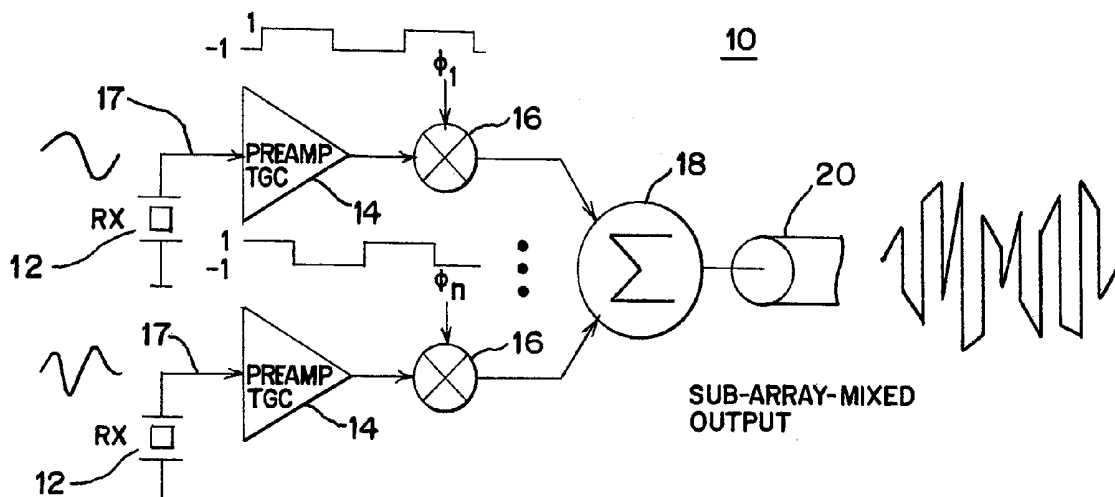 1
-1
ϕ1
10
17
PREAMP
TGC
16
18
14
RX
12
20
1
-1
ϕn
17
PREAMP
TGC
16
14
RX
12
SUB-ARRAY-MIXED
OUTPUT
Σ